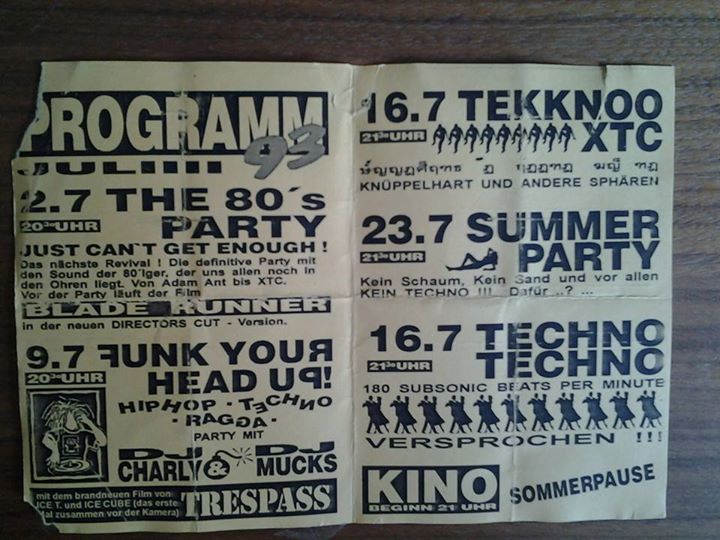 PROGRAMM
93
JULIIIII
2.7 THE 80´s
20³⁰UHR PARTY
JUST CAN`T GET ENOUGH !
Das nächste Revival ! Die definitive Party mit
den Sound der 80´Iger, der uns allen noch in
den Ohren liegt. Von Adam Ant bis XTC.
Vor der Party läuft der Film
BLADE RUNNER
in der neuen DIRECTORS CUT - Version.
9.7 FUNK YOUR
20³⁰UHR HEAD UP!
HIPHOP - TECHNO
- RAGGA -
PARTY MIT
DJ CHARLY & DJ MUCKS
mit dem brandneuen Film von
ICE T. und ICE CUBE (das erste
Mal zusammen vor der Kamera)
TRESPASS
16.7 TEKKNOO
21³⁰UHR XTC
KNÜPPELHART UND ANDERE SPHÄREN
23.7 SUMMER
21³⁰UHR PARTY
Kein Schaum, Kein Sand und vor allen
KEIN TECHNO !!! Dafür ..? ...
16.7 TECHNO
21³⁰UHR TECHNO
180 SUBSONIC BEATS PER MINUTE
VERSPROCHEN !!!
KINO SOMMERPAUSE
BEGINN 21 UHR